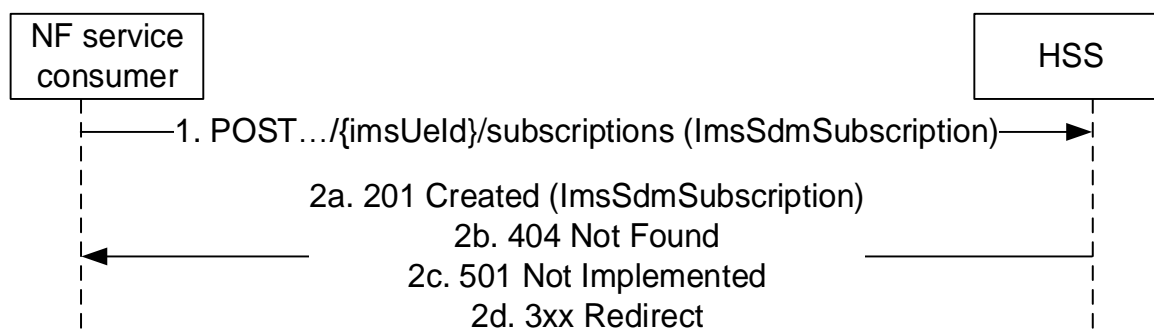 NF service
consumer
HSS
1. POST…/{imsUeId}/subscriptions (ImsSdmSubscription)
2a. 201 Created (ImsSdmSubscription)
2b. 404 Not Found
2c. 501 Not Implemented
2d. 3xx Redirect